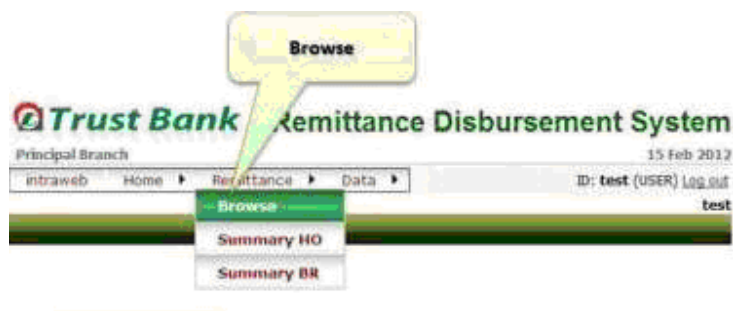 Browse
Trust Bank Remittance Disbursement System
Principal Branch 15 Feb 2012
intraweb Home Remittance Data ID: test (USER) Log out
Browse test
Summary HO
Summary BR